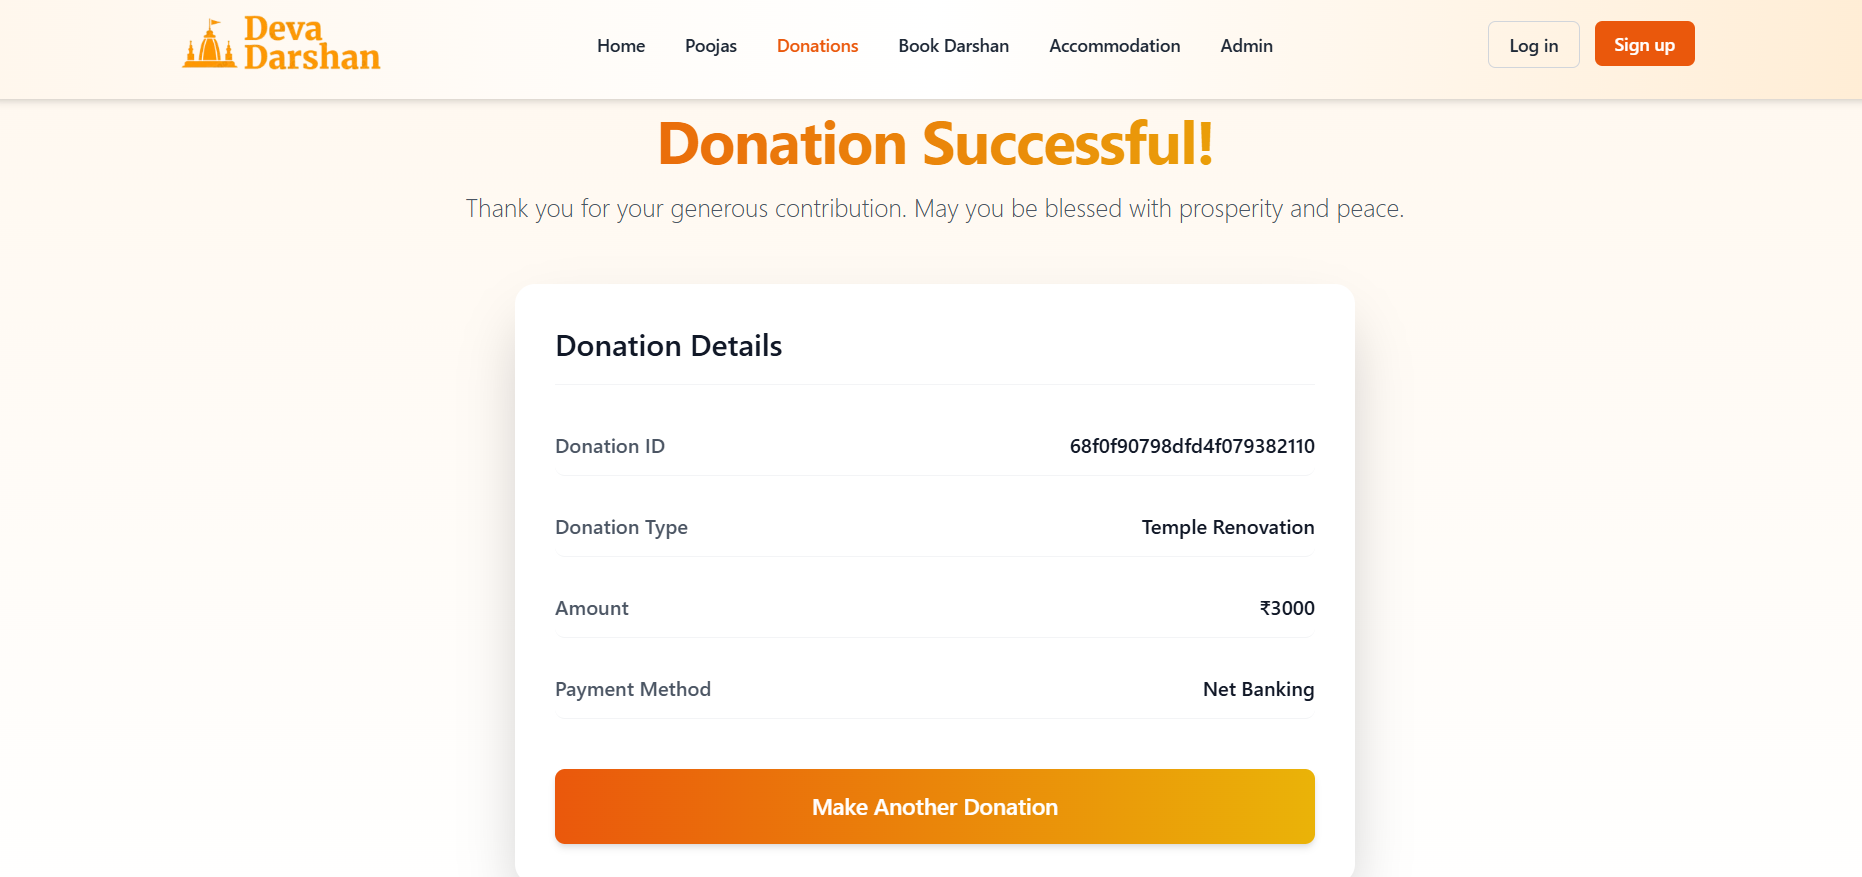 Deva
Darshan
Home
Poojas
Donations
Book Darshan
Accommodation
Admin
Log in
Sign up
Donation Successful!
Thank you for your generous contribution. May you be blessed with prosperity and peace.
Donation Details
Donation ID 68f0f90798dfd4f079382110
Donation Type Temple Renovation
Amount ₹3000
Payment Method Net Banking
Make Another Donation